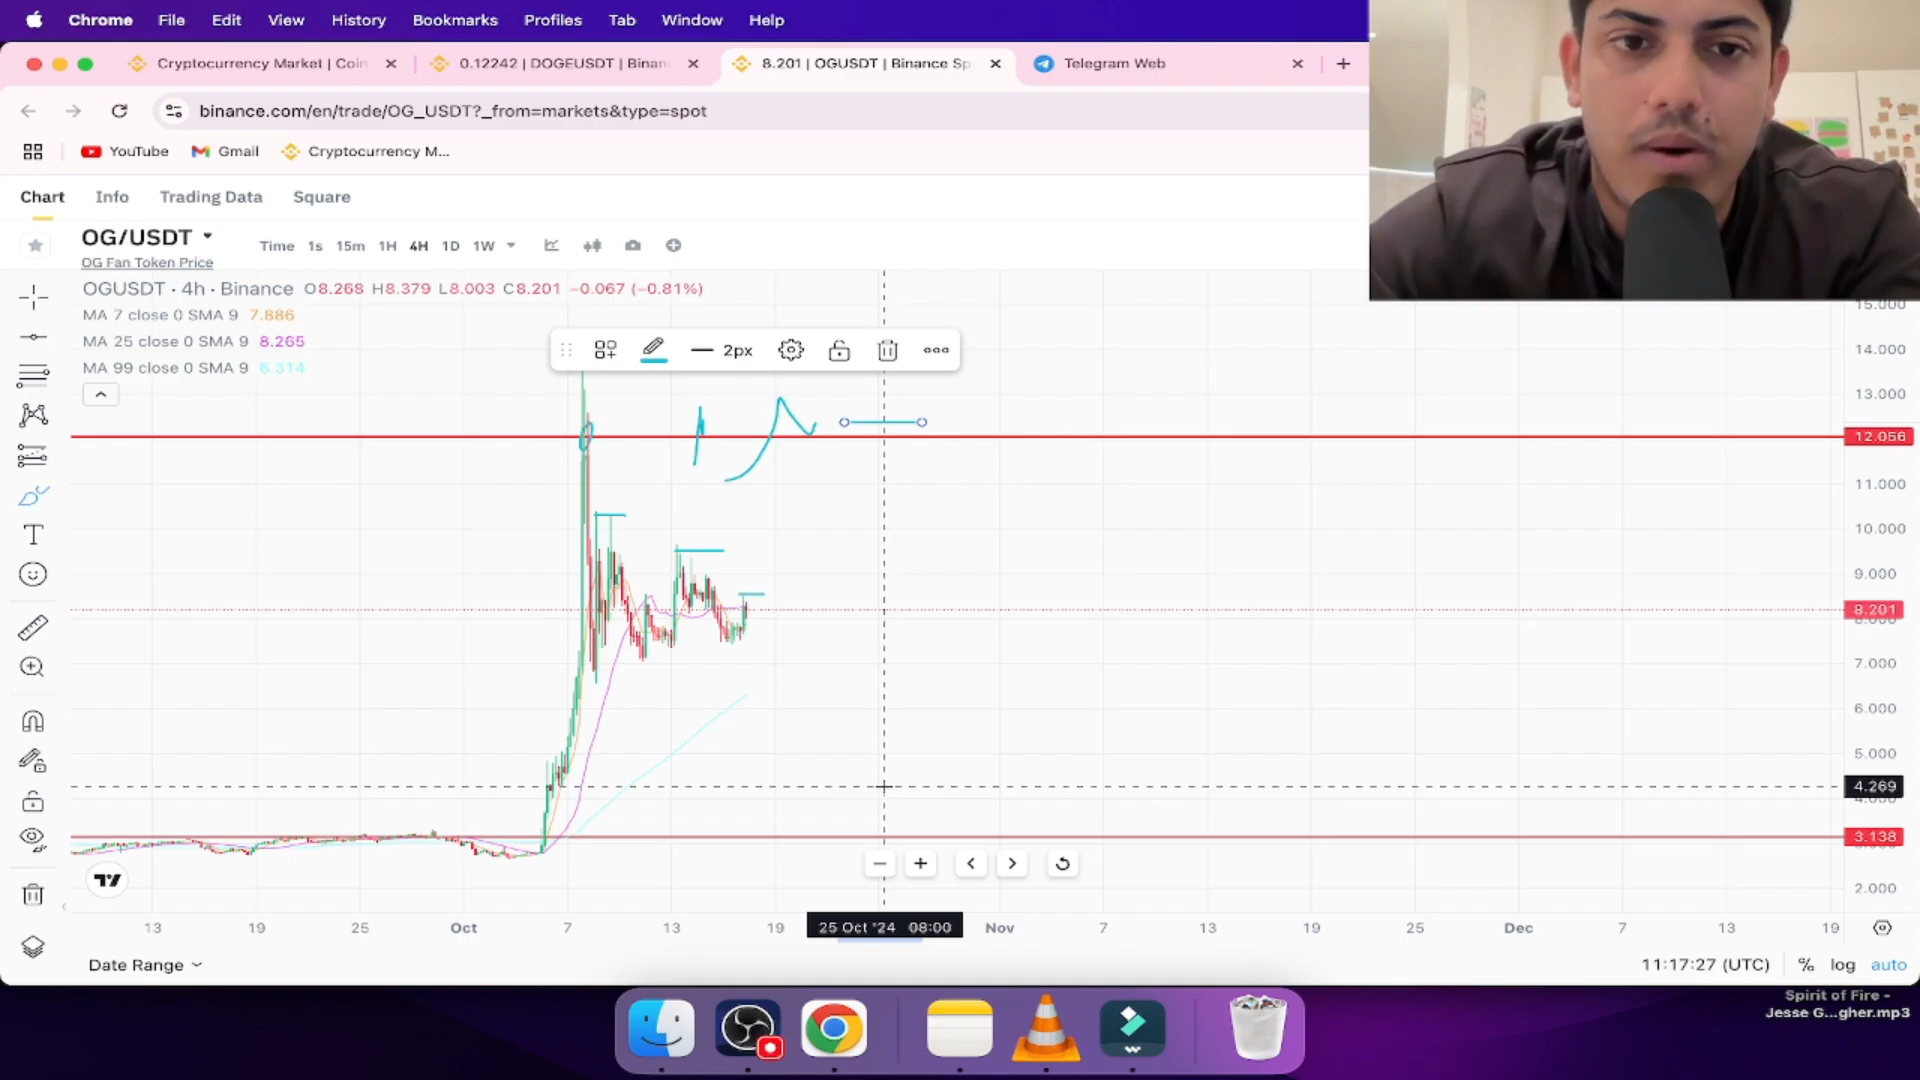 Chrome File Edit View History Bookmarks Profiles Tab Window Help
Cryptocurrency Market | Coin
0.12242 | DOGEUSDT | Binan
8.201 | OGUSDT | Binance Sp
Telegram Web
binance.com/en/trade/OG_USDT?_from=markets&type=spot
YouTube Gmail Cryptocurrency M...
Chart Info Trading Data Square
OG/USDT
OG Fan Token Price
Time 1s 15m 1H 4H 1D 1W
OGUSDT · 4h · Binance O8.268 H8.379 L8.003 C8.201 −0.067 (−0.81%)
MA 7 close 0 SMA 9 7.886
MA 25 close 0 SMA 9 8.265
MA 99 close 0 SMA 9 6.314
2px
15.000
14.000
13.000
12.056
11.000
10.000
9.000
8.201
8.000
7.000
6.000
5.000
4.269
4.000
3.138
2.000
13 19 25 Oct 7 13 19 25 Oct '24 08:00 Nov 7 13 19 25 Dec 7 13 19
Date Range
11:17:27 (UTC) % log auto
Spirit of Fire -
Jesse G...gher.mp3